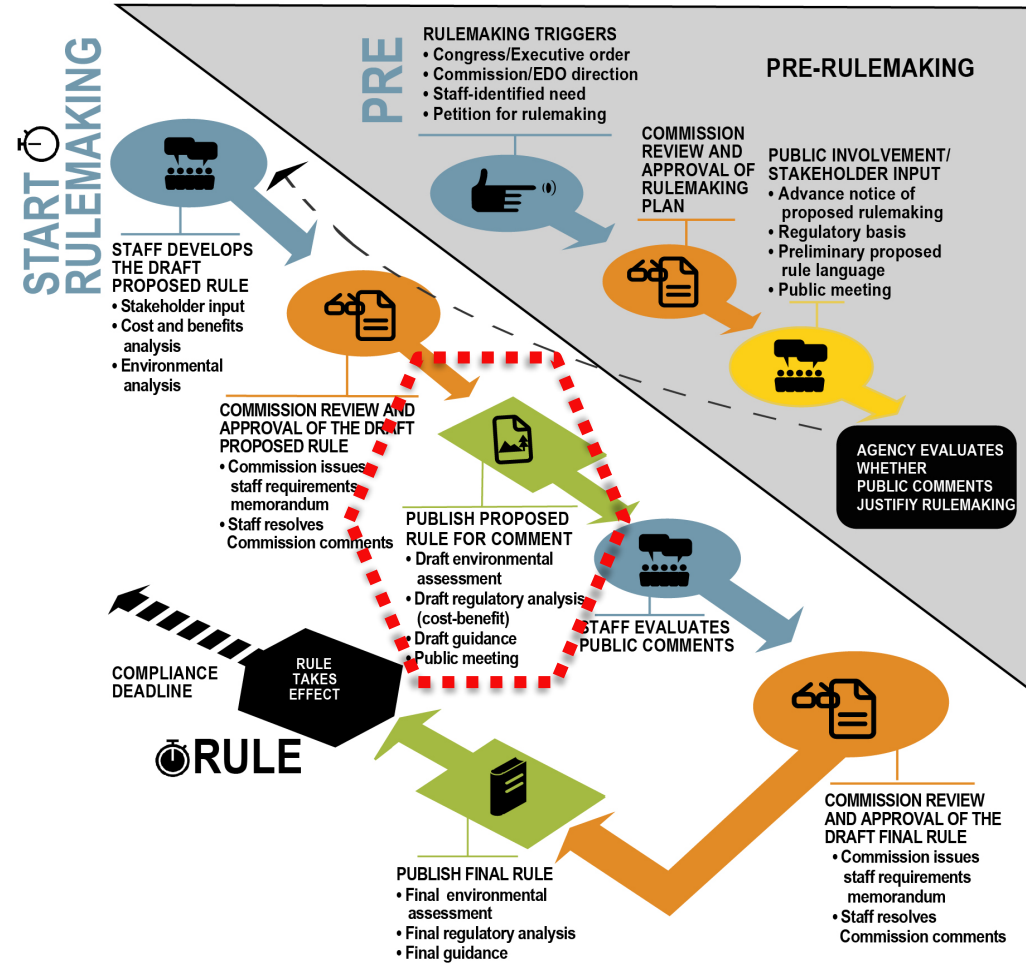 PRE
RULEMAKING TRIGGERS
• Congress/Executive order
• Commission/EDO direction
• Staff-identified need
• Petition for rulemaking
PRE-RULEMAKING
COMMISSION
REVIEW AND
APPROVAL OF
RULEMAKING
PLAN
PUBLIC INVOLVEMENT/
STAKEHOLDER INPUT
• Advance notice of
proposed rulemaking
• Regulatory basis
• Preliminary proposed
rule language
• Public meeting
AGENCY EVALUATES
WHETHER
PUBLIC COMMENTS
JUSTIFIY RULEMAKING
START
RULEMAKING
STAFF DEVELOPS
THE DRAFT
PROPOSED RULE
• Stakeholder input
• Cost and benefits
analysis
• Environmental
analysis
COMMISSION REVIEW AND
APPROVAL OF THE DRAFT
PROPOSED RULE
• Commission issues
staff requirements
memorandum
• Staff resolves
Commission comments
PUBLISH PROPOSED
RULE FOR COMMENT
• Draft environmental
assessment
• Draft regulatory analysis
(cost-benefit)
• Draft guidance
• Public meeting
STAFF EVALUATES
PUBLIC COMMENTS
COMMISSION REVIEW
AND APPROVAL OF THE
DRAFT FINAL RULE
• Commission issues
staff requirements
memorandum
• Staff resolves
Commission comments
PUBLISH FINAL RULE
• Final environmental
assessment
• Final regulatory analysis
• Final guidance
RULE
TAKES
EFFECT
COMPLIANCE
DEADLINE
RULE